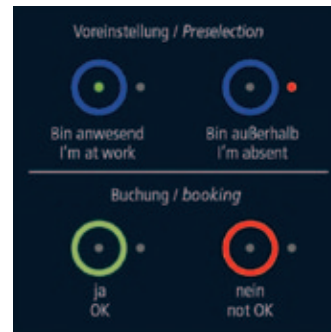 Voreinstellung / Preselection
Bin anwesend
I'm at work
Bin außerhalb
I'm absent
Buchung / booking
ja
OK
nein
not OK